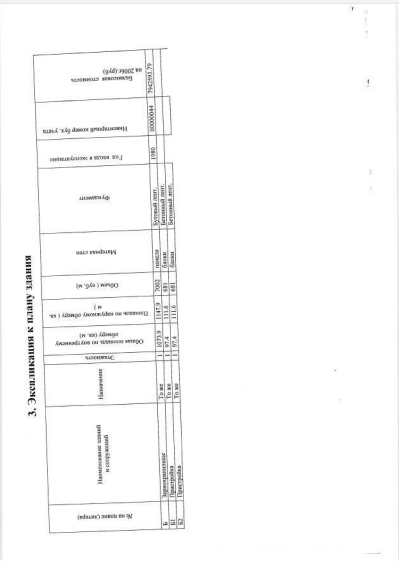 3. Экспликация к плану здания
№ на плане (литера)
Наименование зданий
и сооружений
Назначение
Этажность
Общая площадь по внутреннему
обмеру (кв. м)
Площадь по наружному обмеру ( кв.
м )
Объем ( куб. м)
Материал стен
Фундамент
Год ввода в эксплуатацию
Инвентарный номер бух. учета
Балансовая стоимость
на 2006г.(руб)
Б Зернохранилище То же 1 1073,9 1147,9 7002 панели Бутовый лент. 1980 00000044 7942593,79
Б1 Пристройка То же 1 97,4 111,6 681 блоки Бетонный лент.
Б2 Пристройка То же 1 97,4 111,6 681 блоки Бетонный лент.